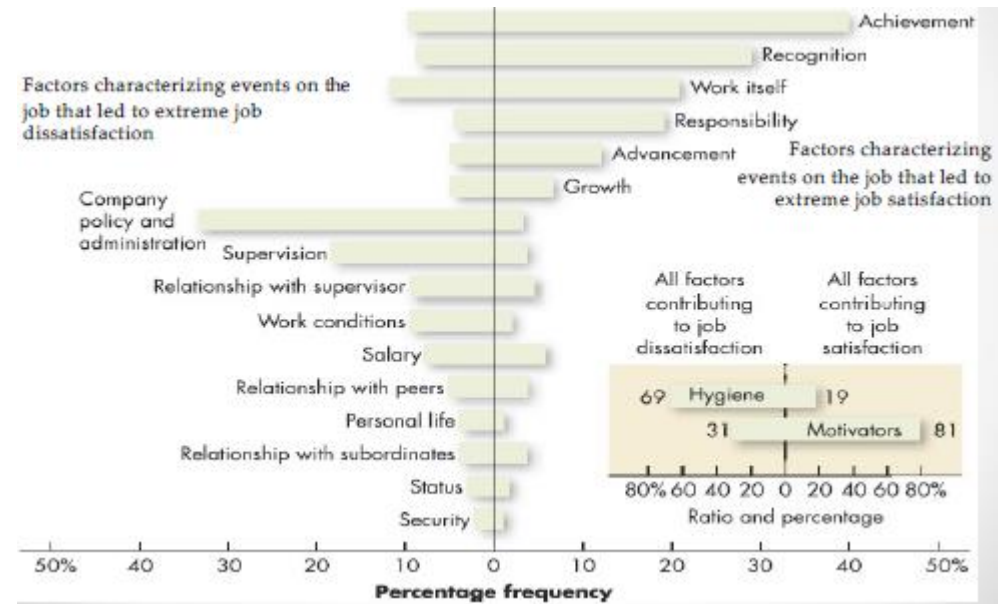 Achievement
Recognition
Factors characterizing events on the
job that led to extreme job
dissatisfaction
Work itself
Responsibility
Advancement
Factors characterizing
events on the job that led to
extreme job satisfaction
Growth
Company
policy and
administration
Supervision
Relationship with supervisor
Work conditions
Salary
Relationship with peers
Personal life
Relationship with subordinates
Status
Security
All factors
contributing
to job
dissatisfaction
All factors
contributing
to job
satisfaction
69 Hygiene 19
31 Motivators 81
80% 60 40 20 0 20 40 60 80%
Ratio and percentage
50% 40 30 20 10 0 10 20 30 40 50%
Percentage frequency